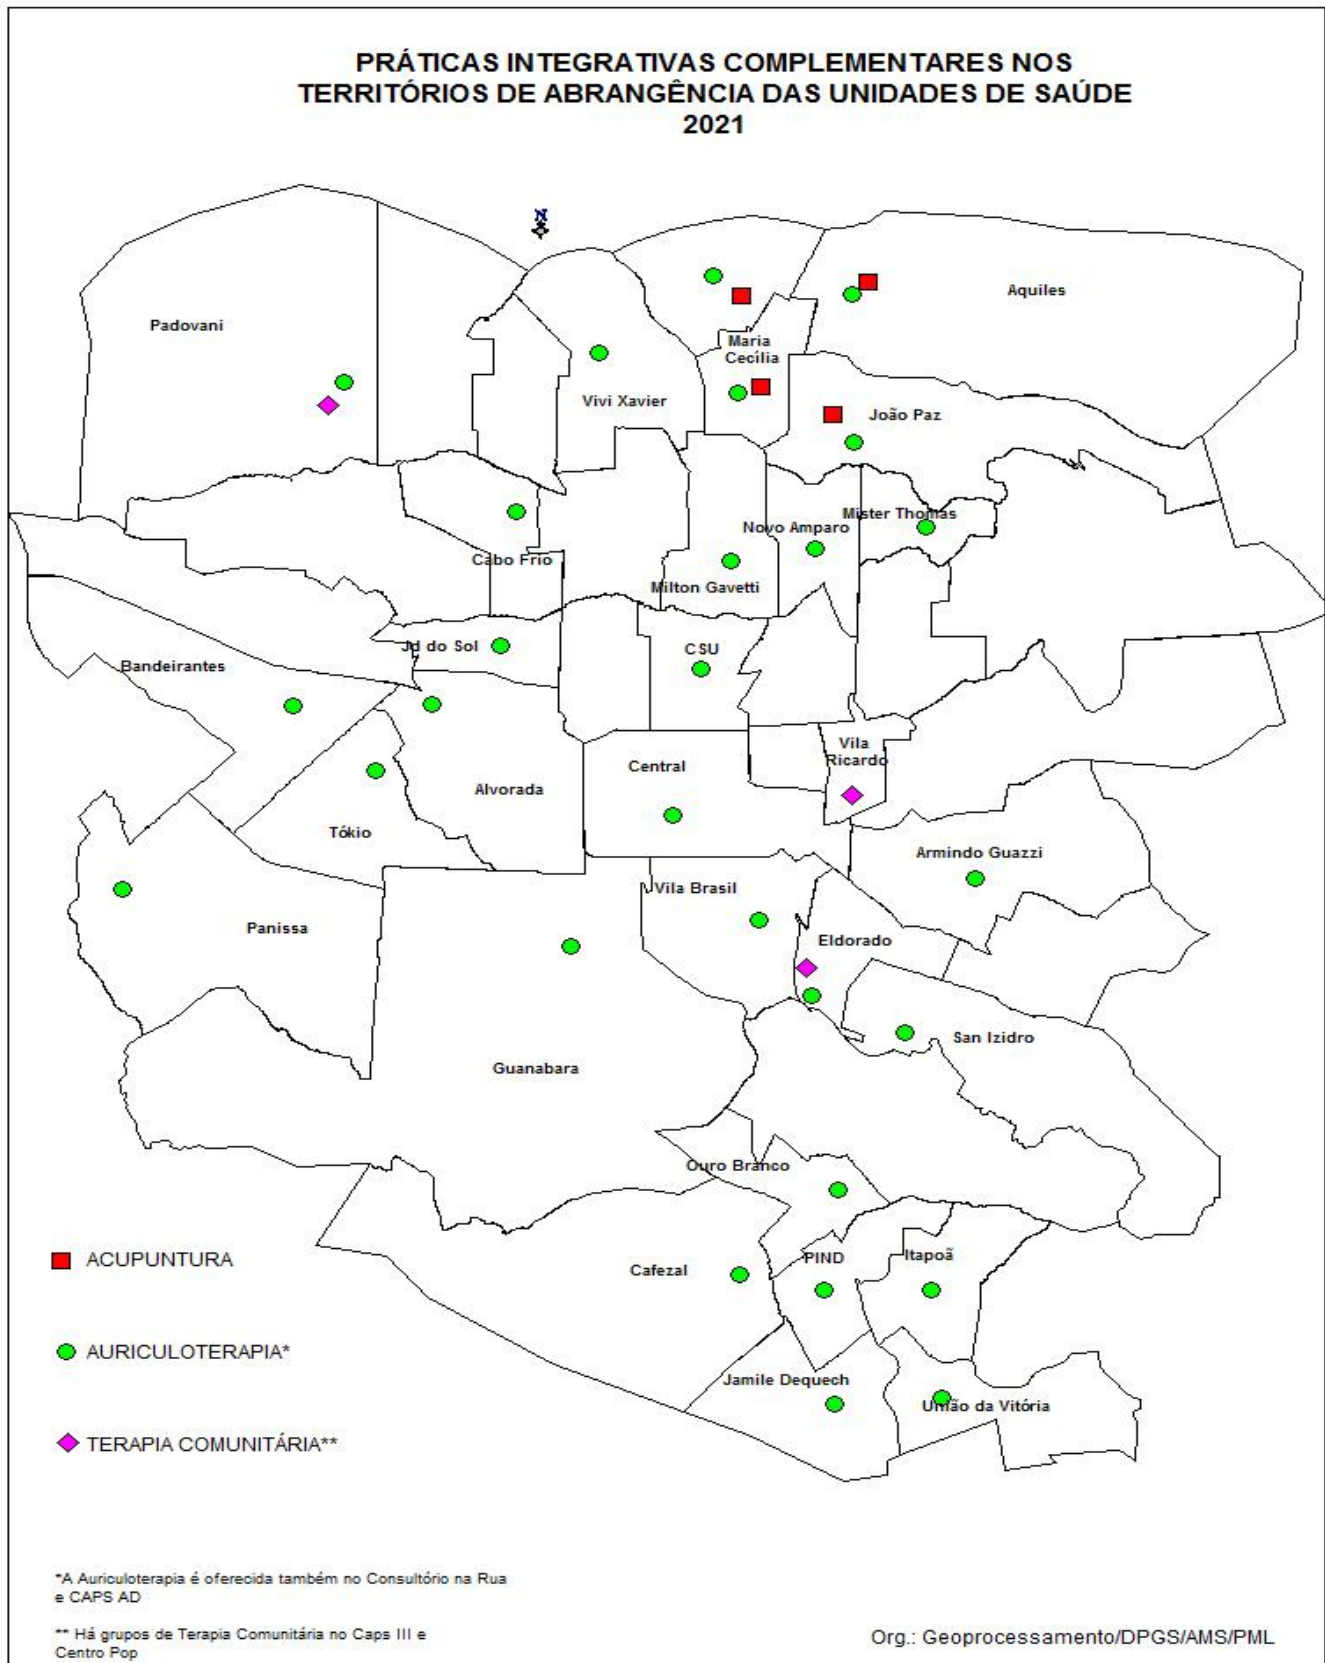 PRÁTICAS INTEGRATIVAS COMPLEMENTARES NOS
TERRITÓRIOS DE ABRANGÊNCIA DAS UNIDADES DE SAÚDE
2021
N
Aquiles
Padovani
Maria
Cecília
Vivi Xavier
João Paz
Mister Thomas
Novo Amparo
Cabo Frio
Milton Gavetti
Jd do Sol
CSU
Bandeirantes
Vila
Ricardo
Central
Alvorada
Tókio
Armindo Guazzi
Vila Brasil
Panissa
Eldorado
San Izidro
Guanabara
Ouro Branco
ACUPUNTURA
Cafezal
PIND
Itapoã
AURICULOTERAPIA*
Jamile Dequech
União da Vitória
TERAPIA COMUNITÁRIA**
*A Auriculoterapia é oferecida também no Consultório na Rua
e CAPS AD
** Há grupos de Terapia Comunitária no Caps III e
Centro Pop
Org.: Geoprocessamento/DPGS/AMS/PML